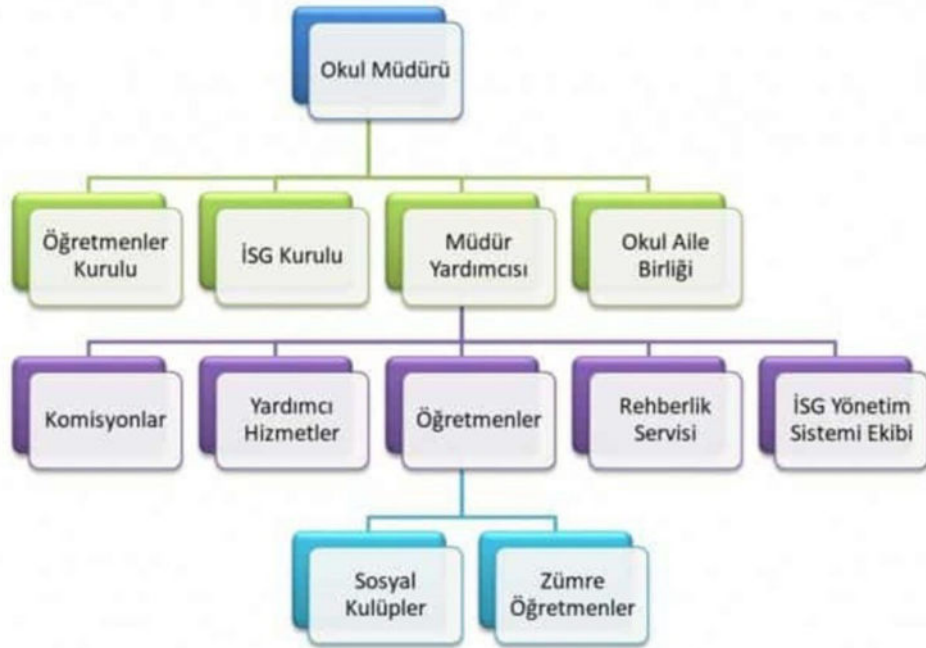 Okul Müdürü
Öğretmenler
Kurulu
İSG Kurulu
Müdür
Yardımcısı
Okul Aile
Birliği
Komisyonlar
Yardımcı
Hizmetler
Öğretmenler
Rehberlik
Servisi
İSG Yönetim
Sistemi Ekibi
Sosyal
Kulüpler
Zümre
Öğretmenler